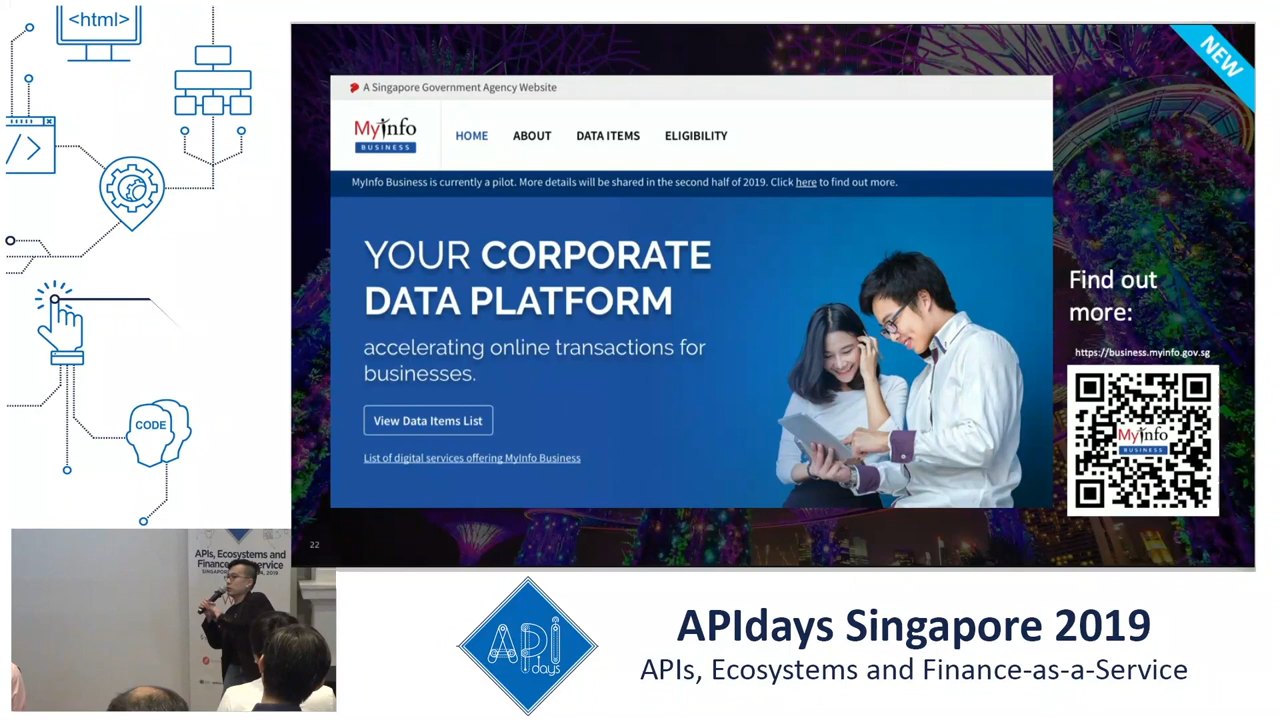 <html>
CODE
NEW
A Singapore Government Agency Website
MyInfo
BUSINESS
HOME ABOUT DATA ITEMS ELIGIBILITY
MyInfo Business is currently a pilot. More details will be shared in the second half of 2019. Click here to find out more.
YOUR CORPORATE
DATA PLATFORM
accelerating online transactions for
businesses.
View Data Items List
List of digital services offering MyInfo Business
Find out
more:
https://business.myinfo.gov.sg
MyInfo
BUSINESS
22
APIs, Ecosystems and
API
days
APIdays Singapore 2019
APIs, Ecosystems and Finance-as-a-Service